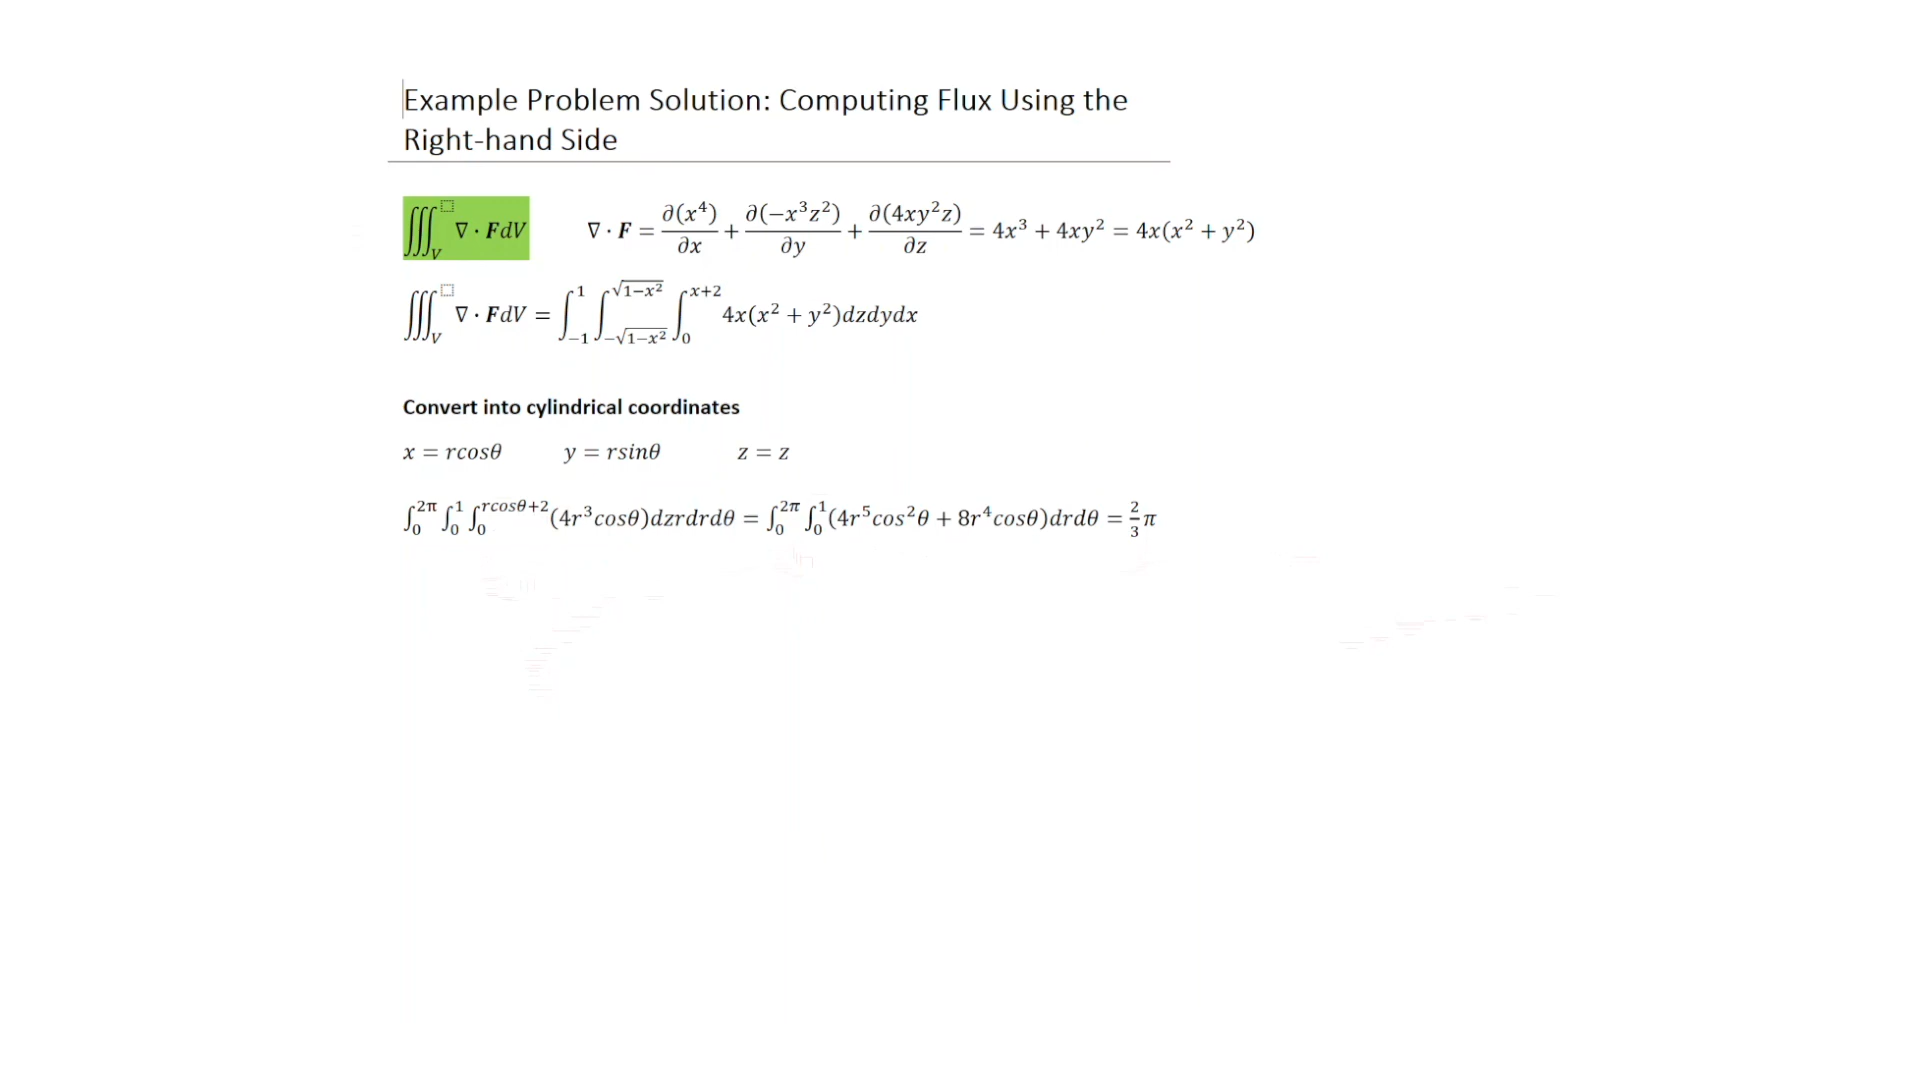 Example Problem Solution: Computing Flux Using the
Right-hand Side
∭_V ∇ · F dV    ∇ · F = ∂(x⁴)/∂x + ∂(−x³z²)/∂y + ∂(4xy²z)/∂z = 4x³ + 4xy² = 4x(x² + y²)
∭_V ∇ · F dV = ∫_{−1}^{1} ∫_{−√(1−x²)}^{√(1−x²)} ∫_0^{x+2} 4x(x² + y²)dzdydx
Convert into cylindrical coordinates
x = rcosθ    y = rsinθ    z = z
∫_0^{2π} ∫_0^1 ∫_0^{rcosθ+2} (4r³cosθ)dzrdrdθ = ∫_0^{2π} ∫_0^1 (4r⁵cos²θ + 8r⁴cosθ)drdθ = 2/3 π